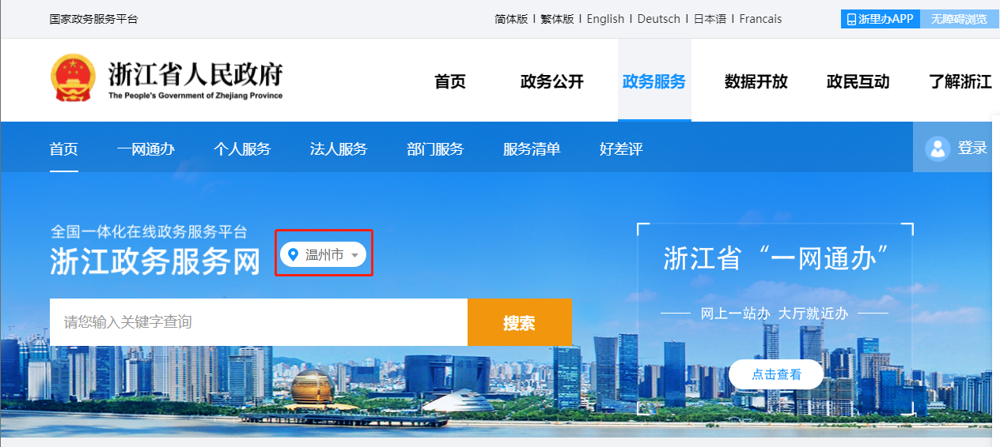 国家政务服务平台
简体版 | 繁体版 | English | Deutsch | 日本语 | Francais
浙里办APP 无障碍浏览
浙江省人民政府
The People's Government of Zhejiang Province
首页 政务公开 政务服务 数据开放 政民互动 了解浙江
首页 一网通办 个人服务 法人服务 部门服务 服务清单 好差评 登录
全国一体化在线政务服务平台
浙江政务服务网 温州市
请您输入关键字查询 搜索
浙江省“一网通办”
网上一站办 大厅就近办
点击查看